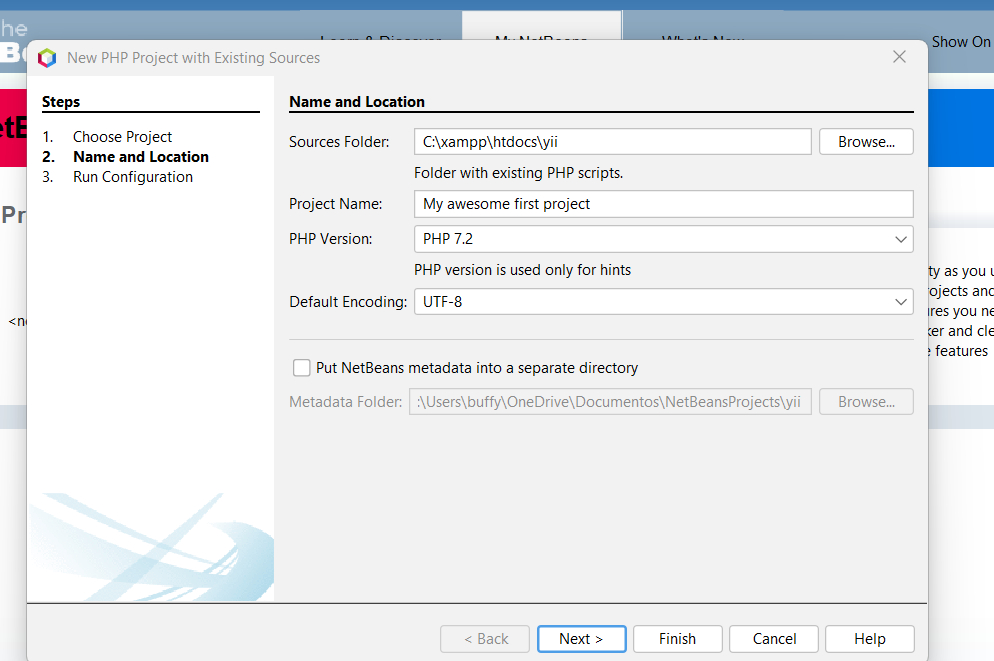 he
Learn & Discover My NetBeans What's New Show On
New PHP Project with Existing Sources
Steps
1. Choose Project
2. Name and Location
3. Run Configuration
Name and Location
Sources Folder: C:\xampp\htdocs\yii Browse...
Folder with existing PHP scripts.
Project Name: My awesome first project
PHP Version: PHP 7.2
PHP version is used only for hints
Default Encoding: UTF-8
Put NetBeans metadata into a separate directory
Metadata Folder: :\Users\buffy\OneDrive\Documentos\NetBeansProjects\yii Browse...
< Back Next > Finish Cancel Help
etB
Pr
<n
ty as you u
ojects and
res you ne
ker and cle
e features